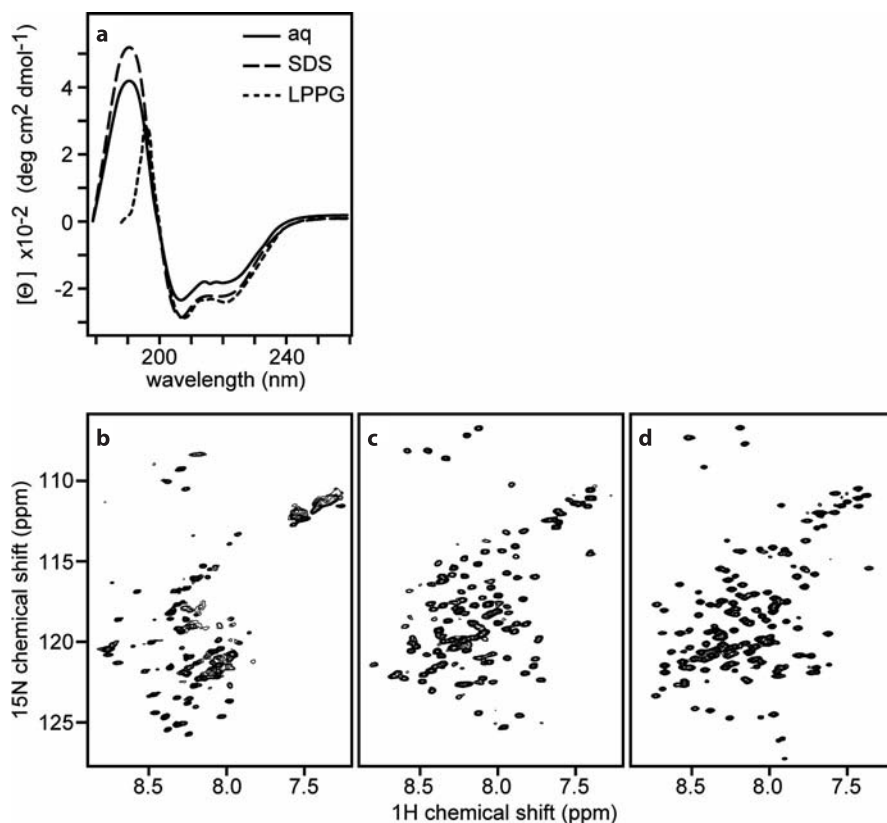 a
aq
SDS
LPPG
4
2
0
-2
[Θ] x10-2 (deg cm2 dmol-1)
200
240
wavelength (nm)
b
c
d
110
115
120
125
15N chemical shift (ppm)
8.5
8.0
7.5
8.5
8.0
7.5
8.5
8.0
7.5
1H chemical shift (ppm)